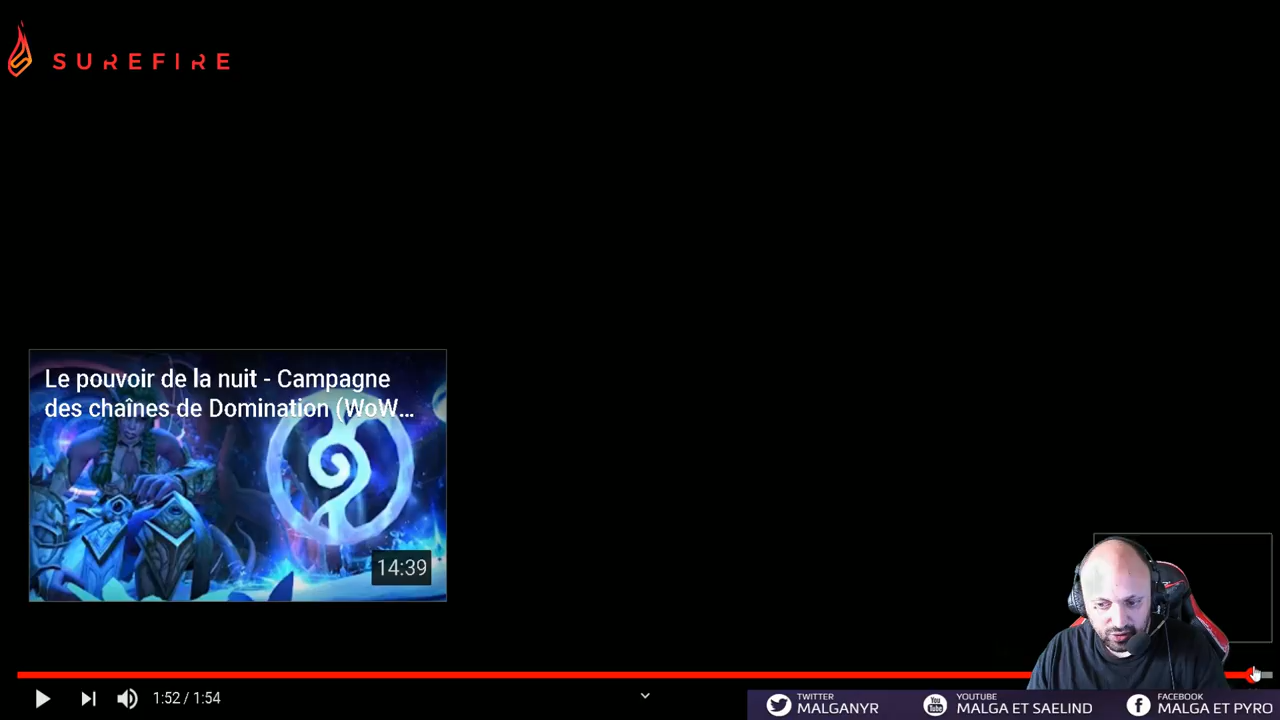 SUREFIRE
Le pouvoir de la nuit - Campagne
des chaînes de Domination (WoW...
14:39
1:52 / 1:54
TWITTER
MALGANYR
YOUTUBE
MALGA ET SAELIND
FACEBOOK
MALGA ET PYRO